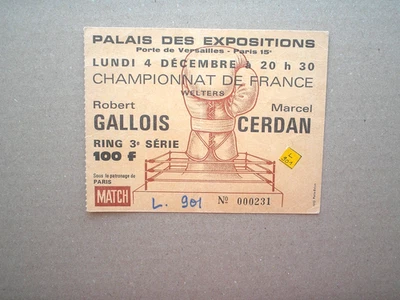 PALAIS DES EXPOSITIONS
Porte de Versailles - Paris 15e
LUNDI 4 DÉCEMBRE à 20 h 30
CHAMPIONNAT DE FRANCE
WELTERS
Robert Marcel
GALLOIS CERDAN
RING 3e SÉRIE
100 f
Sous le patronage de
PARIS
MATCH
L. 901
No 000231